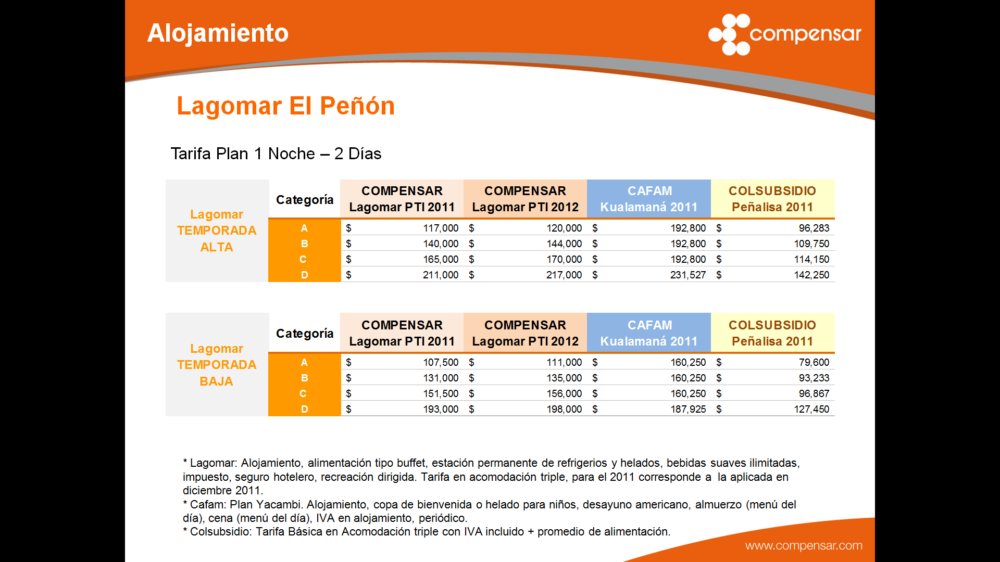 Alojamiento
compensar
Lagomar El Peñón
Tarifa Plan 1 Noche – 2 Días
Lagomar
TEMPORADA
ALTA
Categoría
COMPENSAR
Lagomar PTI 2011
COMPENSAR
Lagomar PTI 2012
CAFAM
Kualamaná 2011
COLSUBSIDIO
Peñalisa 2011
A $ 117,000 $ 120,000 $ 192,800 $ 96,283
B $ 140,000 $ 144,000 $ 192,800 $ 109,750
C $ 165,000 $ 170,000 $ 192,800 $ 114,150
D $ 211,000 $ 217,000 $ 231,527 $ 142,250
Lagomar
TEMPORADA
BAJA
Categoría
COMPENSAR
Lagomar PTI 2011
COMPENSAR
Lagomar PTI 2012
CAFAM
Kualamaná 2011
COLSUBSIDIO
Peñalisa 2011
A $ 107,500 $ 111,000 $ 160,250 $ 79,600
B $ 131,000 $ 135,000 $ 160,250 $ 93,233
C $ 151,500 $ 156,000 $ 160,250 $ 96,867
D $ 193,000 $ 198,000 $ 187,925 $ 127,450
* Lagomar: Alojamiento, alimentación tipo buffet, estación permanente de refrigerios y helados, bebidas suaves ilimitadas,
impuesto, seguro hotelero, recreación dirigida. Tarifa en acomodación triple, para el 2011 corresponde a la aplicada en
diciembre 2011.
* Cafam: Plan Yacambi. Alojamiento, copa de bienvenida o helado para niños, desayuno americano, almuerzo (menú del
día), cena (menú del día), IVA en alojamiento, periódico.
* Colsubsidio: Tarifa Básica en Acomodación triple con IVA incluido + promedio de alimentación.
www.compensar.com